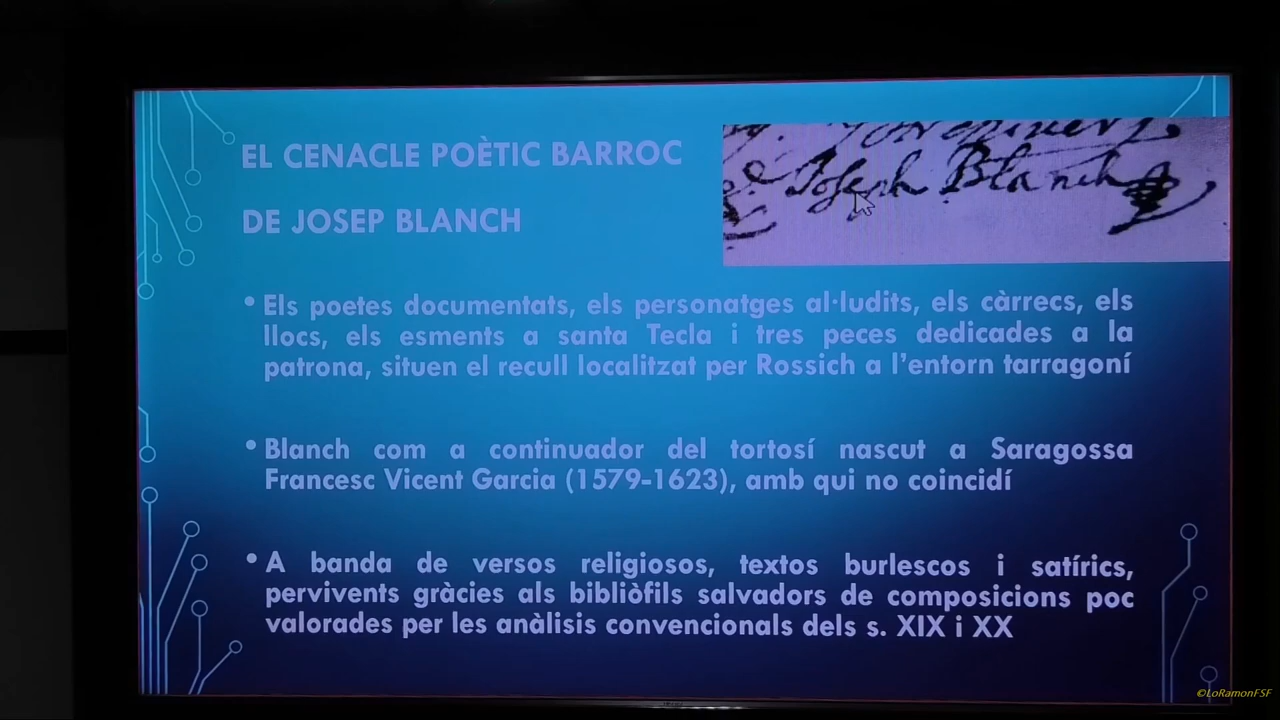 EL CENACLE POÈTIC BARROC
DE JOSEP BLANCH
Joseph Blanch
• Els poetes documentats, els personatges al·ludits, els càrrecs, els
llocs, els esments a santa Tecla i tres peces dedicades a la
patrona, situen el recull localitzat per Rossich a l’entorn tarragoní
• Blanch com a continuador del tortosí nascut a Saragossa
Francesc Vicent Garcia (1579-1623), amb qui no coincidí
• A banda de versos religiosos, textos burlescos i satírics,
pervivents gràcies als bibliòfils salvadors de composicions poc
valorades per les anàlisis convencionals dels s. XIX i XX
©LoRamonFSF